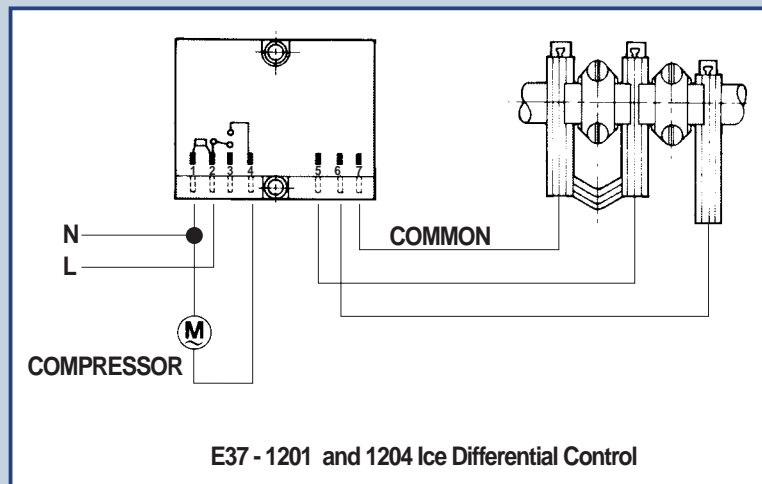 1 2 3 4 5 6 7
N
COMMON
L
M
COMPRESSOR
E37 - 1201 and 1204 Ice Differential Control